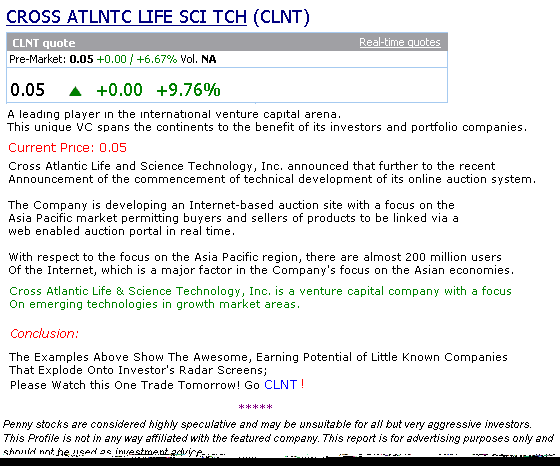 CROSS ATLNTC LIFE SCI TCH (CLNT)
CLNT quote Real-time quotes
Pre-Market: 0.05 +0.00 / +6.67% Vol. NA
0.05 ▲ +0.00 +9.76%
A leading player in the international venture capital arena.
This unique VC spans the continents to the benefit of its investors and portfolio companies.
Current Price: 0.05
Cross Atlantic Life and Science Technology, Inc. announced that further to the recent
Announcement of the commencement of technical development of its online auction system.
The Company is developing an Internet-based auction site with a focus on the
Asia Pacific market permitting buyers and sellers of products to be linked via a
web enabled auction portal in real time.
With respect to the focus on the Asia Pacific region, there are almost 200 million users
Of the Internet, which is a major factor in the Company's focus on the Asian economies.
Cross Atlantic Life & Science Technology, Inc. is a venture capital company with a focus
On emerging technologies in growth market areas.
Conclusion:
The Examples Above Show The Awesome, Earning Potential of Little Known Companies
That Explode Onto Investor's Radar Screens;
Please Watch this One Trade Tomorrow! Go CLNT !
*****
Penny stocks are considered highly speculative and may be unsuitable for all but very aggressive investors.
This Profile is not in any way affiliated with the featured company. This report is for advertising purposes only and
should not be used as investment advice.